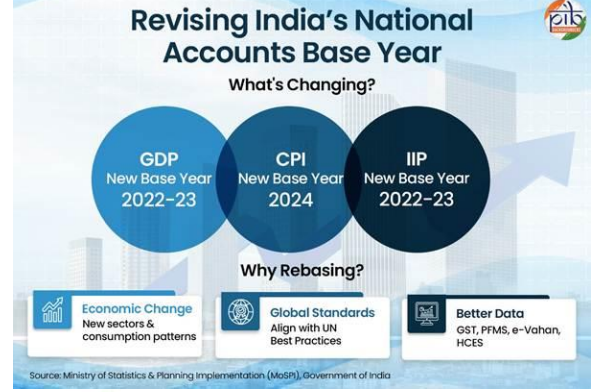 Revising India's National
Accounts Base Year
pib
What's Changing?
GDP
New Base Year
2022-23
CPI
New Base Year
2024
IIP
New Base Year
2022-23
Why Rebasing?
Economic Change
New sectors &
consumption patterns
Global Standards
Align with UN
Best Practices
Better Data
GST, PFMS, e-Vahan,
HCES
Source: Ministry of Statistics & Planning Implementation (MoSPI), Government of India